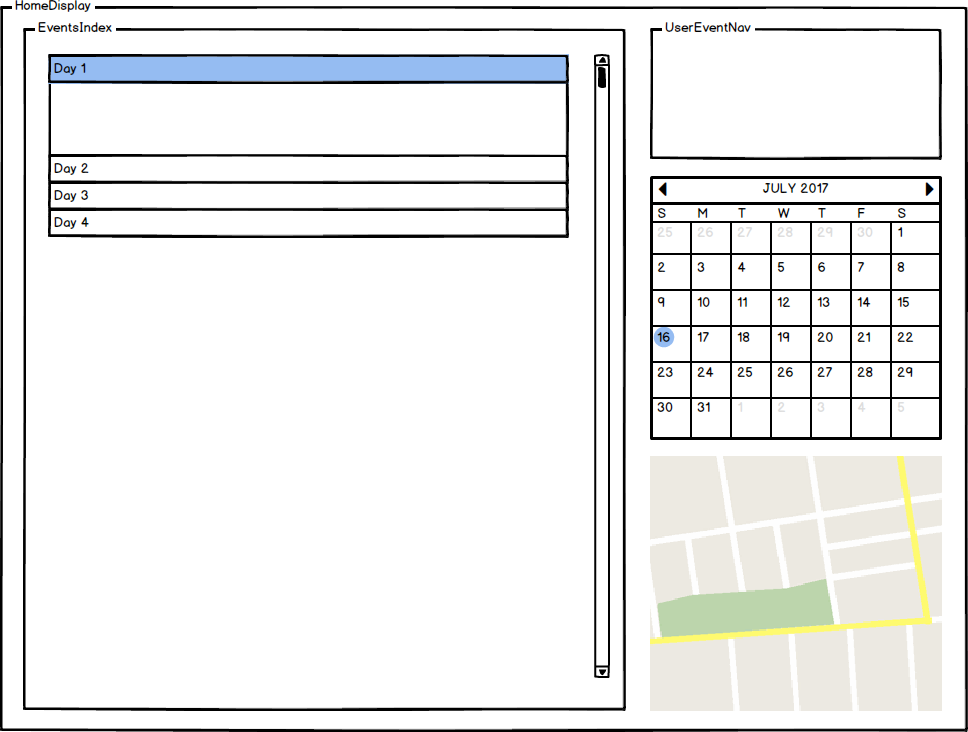 HomeDisplay
EventsIndex
Day 1
Day 2
Day 3
Day 4
UserEventNav
JULY 2017
S M T W T F S
25 26 27 28 29 30 1
2 3 4 5 6 7 8
9 10 11 12 13 14 15
16 17 18 19 20 21 22
23 24 25 26 27 28 29
30 31 1 2 3 4 5